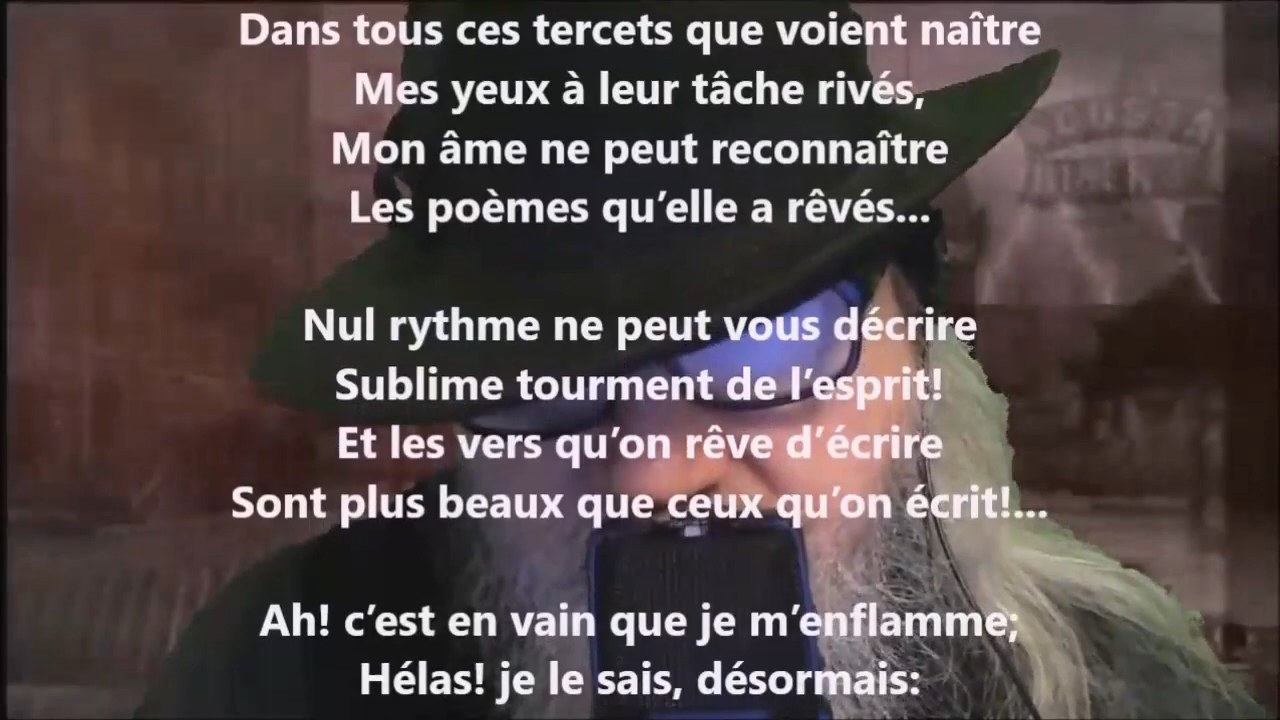 Dans tous ces tercets que voient naître
Mes yeux à leur tâche rivés,
Mon âme ne peut reconnaître
Les poèmes qu’elle a rêvés...
Nul rythme ne peut vous décrire
Sublime tourment de l’esprit!
Et les vers qu’on rêve d’écrire
Sont plus beaux que ceux qu’on écrit!...
Ah! c’est en vain que je m’enflamme;
Hélas! je le sais, désormais: